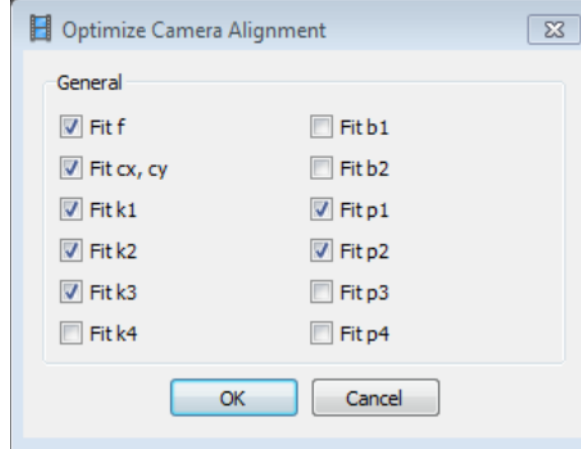 Optimize Camera Alignment
General
Fit f
Fit b1
Fit cx, cy
Fit b2
Fit k1
Fit p1
Fit k2
Fit p2
Fit k3
Fit p3
Fit k4
Fit p4
OK
Cancel